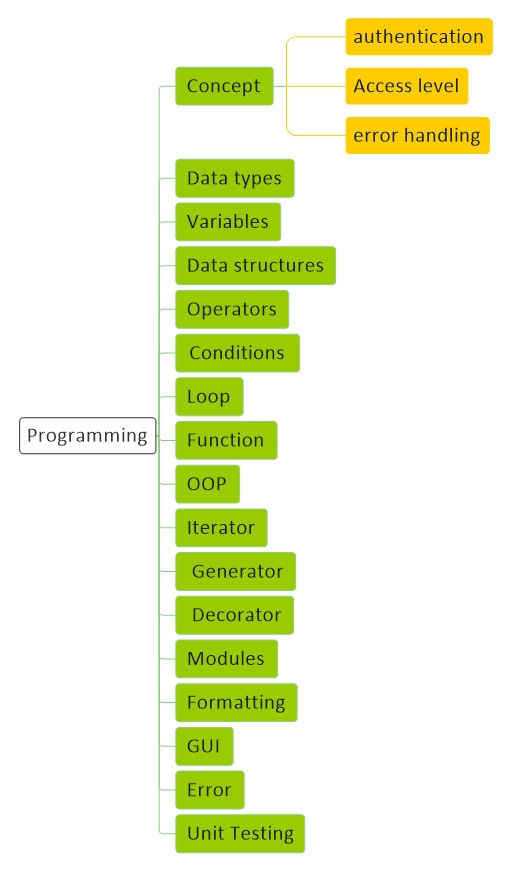 authentication
Concept
Access level
error handling
Data types
Variables
Data structures
Operators
Conditions
Loop
Programming
Function
OOP
Iterator
Generator
Decorator
Modules
Formatting
GUI
Error
Unit Testing